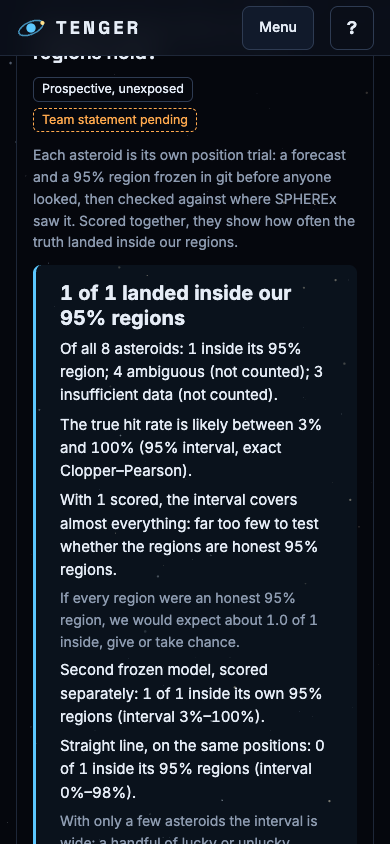 TENGER
Menu
?
regions hold?
Prospective, unexposed
Team statement pending
Each asteroid is its own position trial: a forecast
and a 95% region frozen in git before anyone
looked, then checked against where SPHEREx
saw it. Scored together, they show how often the
truth landed inside our regions.
1 of 1 landed inside our
95% regions
Of all 8 asteroids: 1 inside its 95%
region; 4 ambiguous (not counted); 3
insufficient data (not counted).
The true hit rate is likely between 3%
and 100% (95% interval, exact
Clopper–Pearson).
With 1 scored, the interval covers
almost everything: far too few to test
whether the regions are honest 95%
regions.
If every region were an honest 95%
region, we would expect about 1.0 of 1
inside, give or take chance.
Second frozen model, scored
separately: 1 of 1 inside its own 95%
regions (interval 3%–100%).
Straight line, on the same positions: 0
of 1 inside its 95% regions (interval
0%–98%).
With only a few asteroids the interval is
wide: a handful of lucky or unlucky